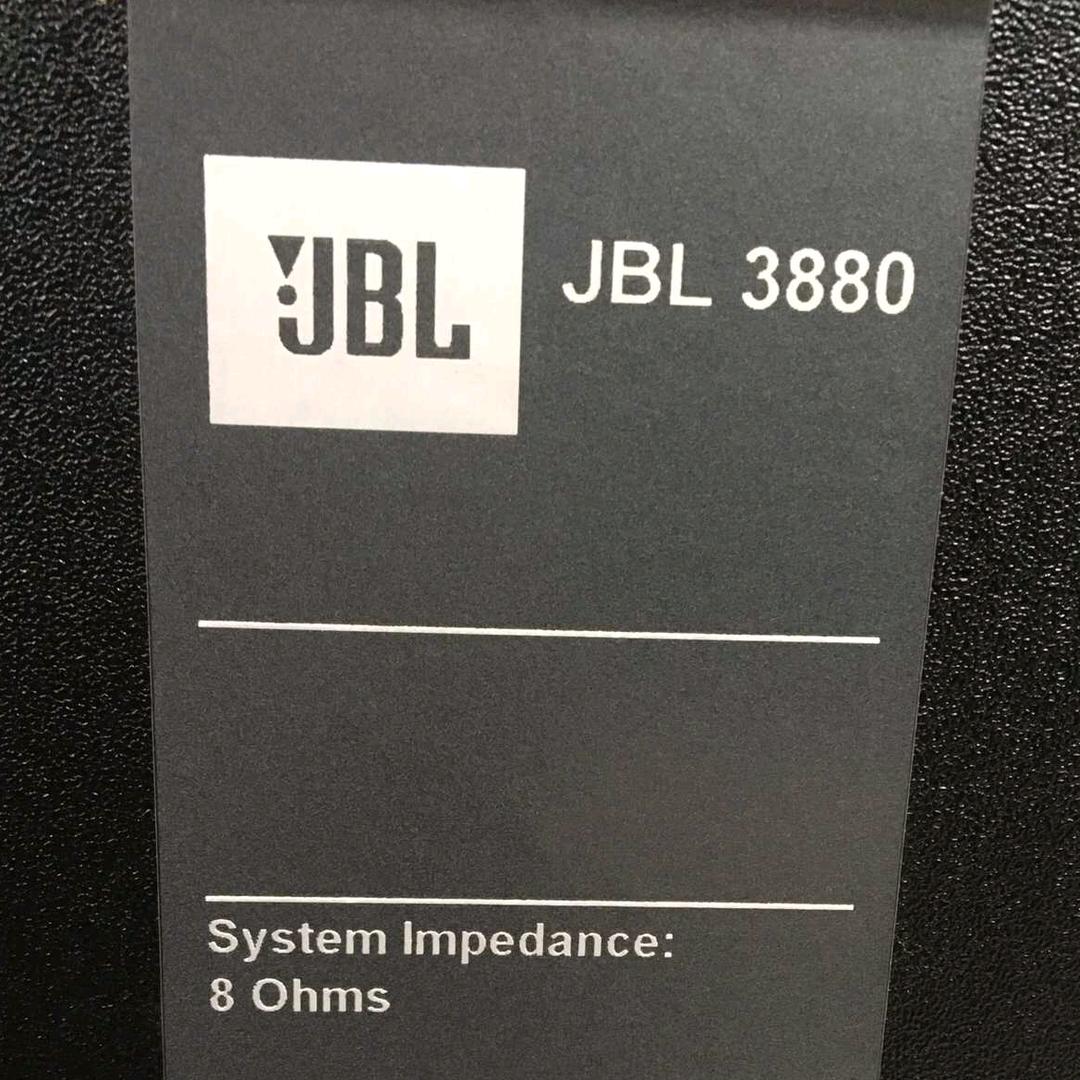 JBL JBL 3880
System Impedance:
8 Ohms